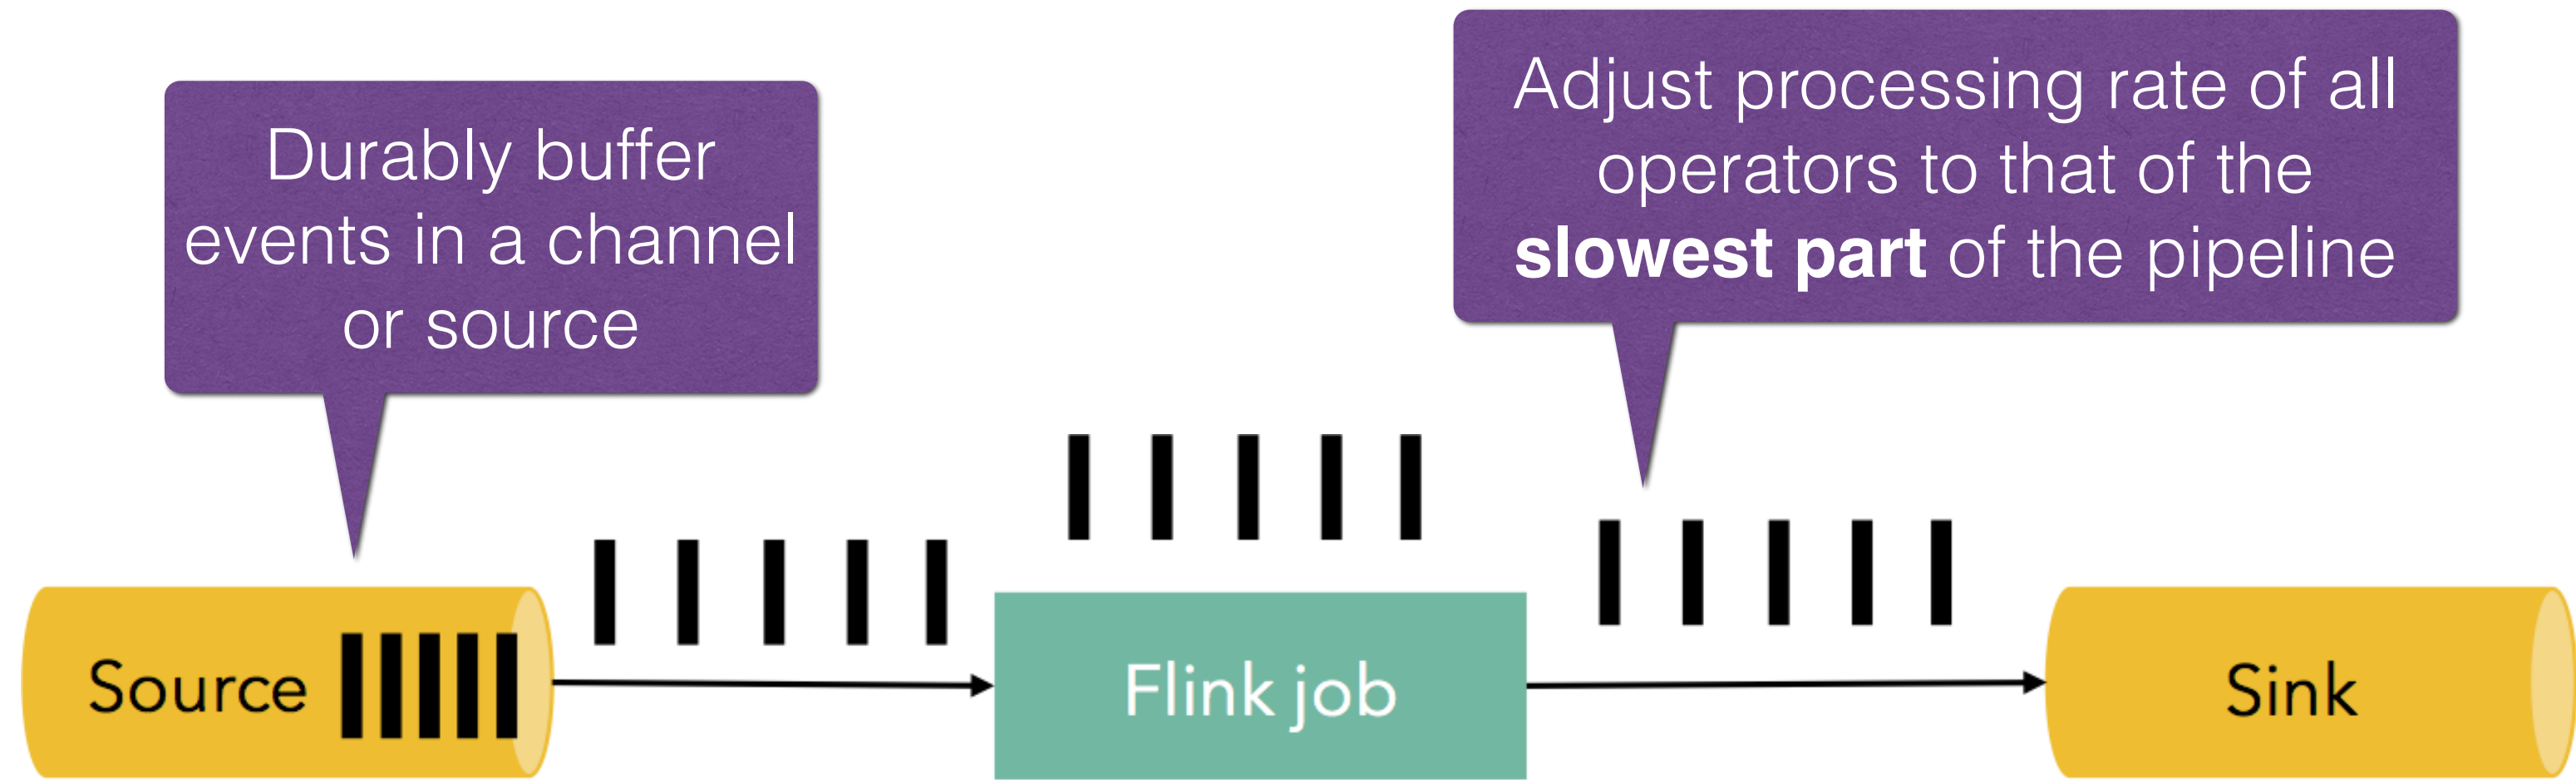 Durably buffer
events in a channel
or source
Adjust processing rate of all
operators to that of the
slowest part of the pipeline
Source
Flink job
Sink